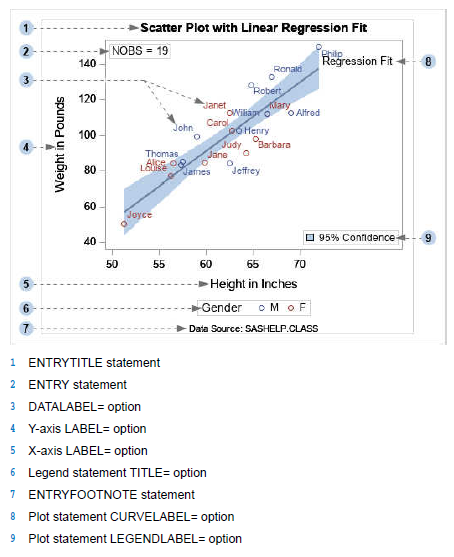 1 Scatter Plot with Linear Regression Fit
2 NOBS = 19
Philip
140
Ronald
Regression Fit 8
Robert
3
120
Janet
William
Mary
Alfred
Carol
John
Henry
100
Judy
Barbara
4 Weight in Pounds
Thomas
Jane
Alice
80
Louise
James
Jeffrey
60
Joyce
40
95% Confidence 9
50 55 60 65 70
5 Height in Inches
6 Gender M F
7 Data Source: SASHELP.CLASS
1 ENTRYTITLE statement
2 ENTRY statement
3 DATALABEL= option
4 Y-axis LABEL= option
5 X-axis LABEL= option
6 Legend statement TITLE= option
7 ENTRYFOOTNOTE statement
8 Plot statement CURVELABEL= option
9 Plot statement LEGENDLABEL= option